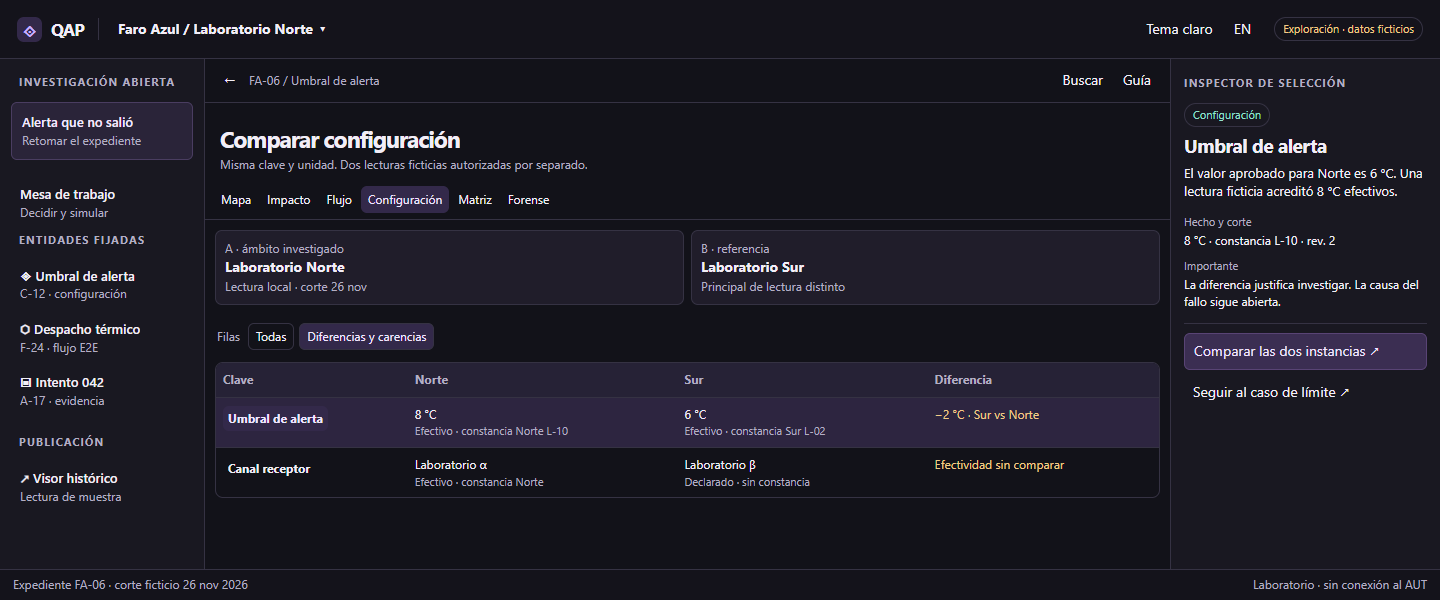 QAP
Faro Azul / Laboratorio Norte ▾
Tema claro
EN
Exploración · datos ficticios
INVESTIGACIÓN ABIERTA
Alerta que no salió
Retomar el expediente
Mesa de trabajo
Decidir y simular
ENTIDADES FIJADAS
◈ Umbral de alerta
C-12 · configuración
Despacho térmico
F-24 · flujo E2E
Intento 042
A-17 · evidencia
PUBLICACIÓN
↗ Visor histórico
Lectura de muestra
← FA-06 / Umbral de alerta
Buscar
Guía
Comparar configuración
Misma clave y unidad. Dos lecturas ficticias autorizadas por separado.
Mapa Impacto Flujo Configuración Matriz Forense
A · ámbito investigado
Laboratorio Norte
Lectura local · corte 26 nov
B · referencia
Laboratorio Sur
Principal de lectura distinto
Filas Todas Diferencias y carencias
Clave Norte Sur Diferencia
Umbral de alerta
8 °C
Efectivo · constancia Norte L-10
6 °C
Efectivo · constancia Sur L-02
−2 °C · Sur vs Norte
Canal receptor
Laboratorio α
Efectivo · constancia Norte
Laboratorio β
Declarado · sin constancia
Efectividad sin comparar
INSPECTOR DE SELECCIÓN
Configuración
Umbral de alerta
El valor aprobado para Norte es 6 °C. Una
lectura ficticia acreditó 8 °C efectivos.
Hecho y corte
8 °C · constancia L-10 · rev. 2
Importante
La diferencia justifica investigar. La causa del
fallo sigue abierta.
Comparar las dos instancias ↗
Seguir al caso de límite ↗
Expediente FA-06 · corte ficticio 26 nov 2026
Laboratorio · sin conexión al AUT